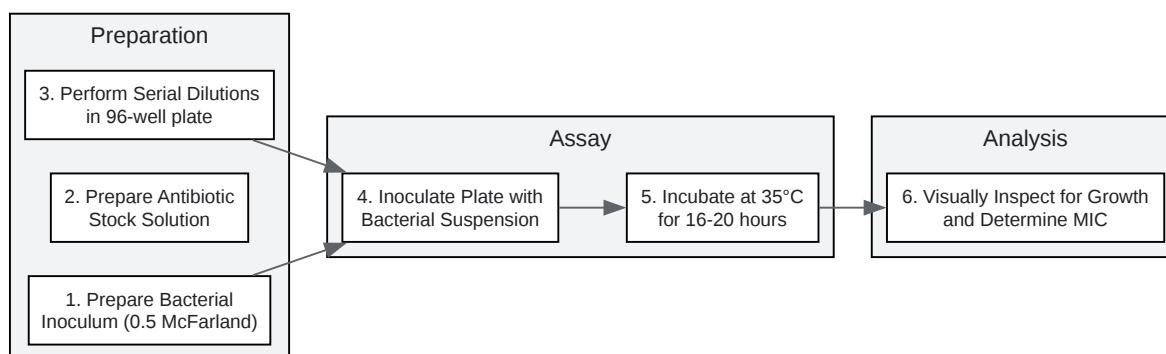 Preparation
3. Perform Serial Dilutions
in 96-well plate
2. Prepare Antibiotic
Stock Solution
1. Prepare Bacterial
Inoculum (0.5 McFarland)
Assay
4. Inoculate Plate with
Bacterial Suspension
5. Incubate at 35°C
for 16-20 hours
Analysis
6. Visually Inspect for Growth
and Determine MIC